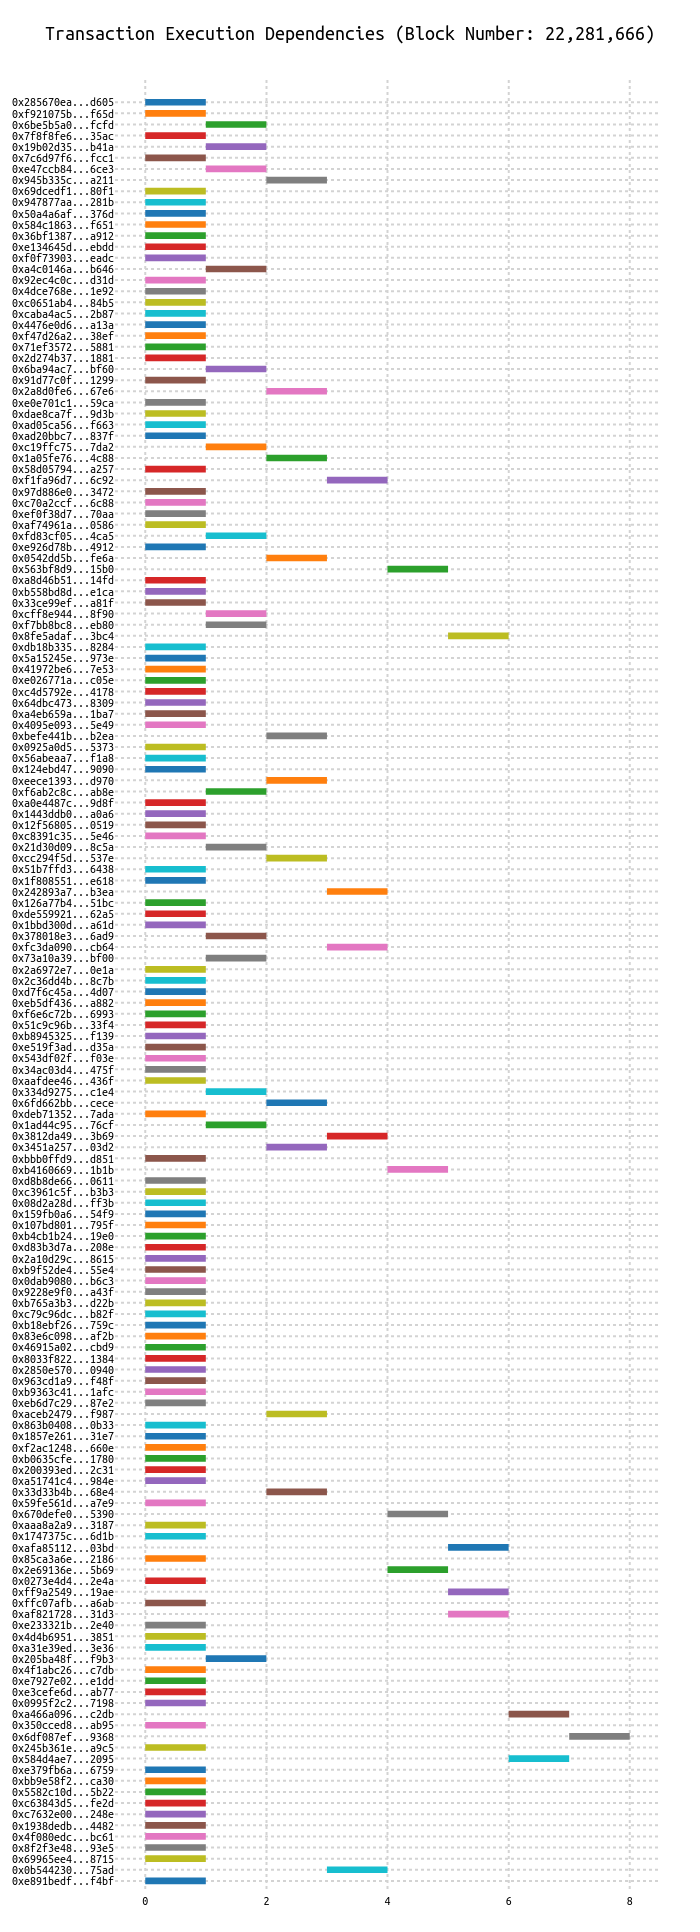 Transaction Execution Dependencies (Block Number: 22,281,666)
0x285670ea...d605
0xf921075b...f65d
0x6be5b5a0...fcfd
0x7f8f8fe6...35ac
0x19b02d35...b41a
0x7c6d97f6...fcc1
0xe47ccb84...6ce3
0x945b335c...a211
0x69dcedf1...80f1
0x947877aa...281b
0x50a4a6af...376d
0x584c1863...f651
0x36bf1387...a912
0xe134645d...ebdd
0xf0f73903...eadc
0xa4c0146a...b646
0x92ec4c0c...d31d
0x4dce768e...1e92
0xc0651ab4...84b5
0xcaba4ac5...2b87
0x4476e0d6...a13a
0xf47d26a2...38ef
0x71ef3572...5881
0x2d274b37...1881
0x6ba94ac7...bf60
0x91d77c0f...1299
0x2a8d0fe6...67e6
0xe0e701c1...59ca
0xdae8ca7f...9d3b
0xad05ca56...f663
0xad20bbc7...837f
0xc19ffc75...7da2
0x1a05fe76...4c88
0x58d05794...a257
0xf1fa96d7...6c92
0x97d886e0...3472
0xc70a2ccf...6c88
0xef0f38d7...70aa
0xaf74961a...0586
0xfd83cf05...4ca5
0xe926d78b...4912
0x0542dd5b...fe6a
0x563bf8d9...15b0
0xa8d46b51...14fd
0xb558bd8d...e1ca
0x33ce99ef...a81f
0xcff8e944...8f90
0xf7bb8bc8...eb80
0x8fe5adaf...3bc4
0xdb18b335...8284
0x5a15245e...973e
0x41972be6...7e53
0xe026771a...c05e
0xc4d5792e...4178
0x64dbc473...8309
0xa4eb659a...1ba7
0x4095e093...5e49
0xbefe441b...b2ea
0x0925a0d5...5373
0x56abeaa7...f1a8
0x124ebd47...9090
0xeece1393...d970
0xf6ab2c8c...ab8e
0xa0e4487c...9d8f
0x1443ddb0...a0a6
0x12f56805...0519
0xc8391c35...5e46
0x21d30d09...8c5a
0xcc294f5d...537e
0x51b7ffd3...6438
0x1f808551...e618
0x242893a7...b3ea
0x126a77b4...51bc
0xde559921...62a5
0x1bbd300d...a61d
0x378018e3...6ad9
0xfc3da090...cb64
0x73a10a39...bf00
0x2a6972e7...0e1a
0x2c36dd4b...8c7b
0xd7f6c45a...4d07
0xeb5df436...a882
0xf6e6c72b...6993
0x51c9c96b...33f4
0xb8945325...f139
0xe519f3ad...d35a
0x543df02f...f03e
0x34ac03d4...475f
0xaafdee46...436f
0x334d9275...c1e4
0x6fd662bb...cece
0xdeb71352...7ada
0x1ad44c95...76cf
0x3812da49...3b69
0x3451a257...03d2
0xbbb0ffd9...d851
0xb4160669...1b1b
0xd8b8de66...0611
0xc3961c5f...b3b3
0x08d2a28d...ff3b
0x159fb0a6...54f9
0x107bd801...795f
0xb4cb1b24...19e0
0xd83b3d7a...208e
0x2a10d29c...8615
0xb9f52de4...55e4
0x0dab9080...b6c3
0x9228e9f0...a43f
0xb765a3b3...d22b
0xc79c96dc...b82f
0xb18ebf26...759c
0x83e6c098...af2b
0x46915a02...cbd9
0x8033f822...1384
0x2850e570...0940
0x963cd1a9...f48f
0xb9363c41...1afc
0xeb6d7c29...87e2
0xaceb2479...f987
0x863b0408...0b33
0x1857e261...31e7
0xf2ac1248...660e
0xb0635cfe...1780
0x200393ed...2c31
0xa51741c4...984e
0x33d33b4b...68e4
0x59fe561d...a7e9
0x670defe0...5390
0xaaa8a2a9...3187
0x1747375c...6d1b
0xafa85112...03bd
0x85ca3a6e...2186
0x2e69136e...5b69
0x0273e4d4...2e4a
0xff9a2549...19ae
0xffc07afb...a6ab
0xaf821728...31d3
0xe233321b...2e40
0x4d4b6951...3851
0xa31e39ed...3e36
0x205ba48f...f9b3
0x4f1abc26...c7db
0xe7927e02...e1dd
0xe3cefe6d...ab77
0x0995f2c2...7198
0xa466a096...c2db
0x350cced8...ab95
0x6df087ef...9368
0x245b361e...a9c5
0x584d4ae7...2095
0xe379fb6a...6759
0xbb9e58f2...ca30
0x5582c10d...5b22
0xc63843d5...fe2d
0xc7632e00...248e
0x1938dedb...4482
0x4f080edc...bc61
0x8f2f3e48...93e5
0x69965ee4...8715
0x0b544230...75ad
0xe891bedf...f4bf
0 2 4 6 8